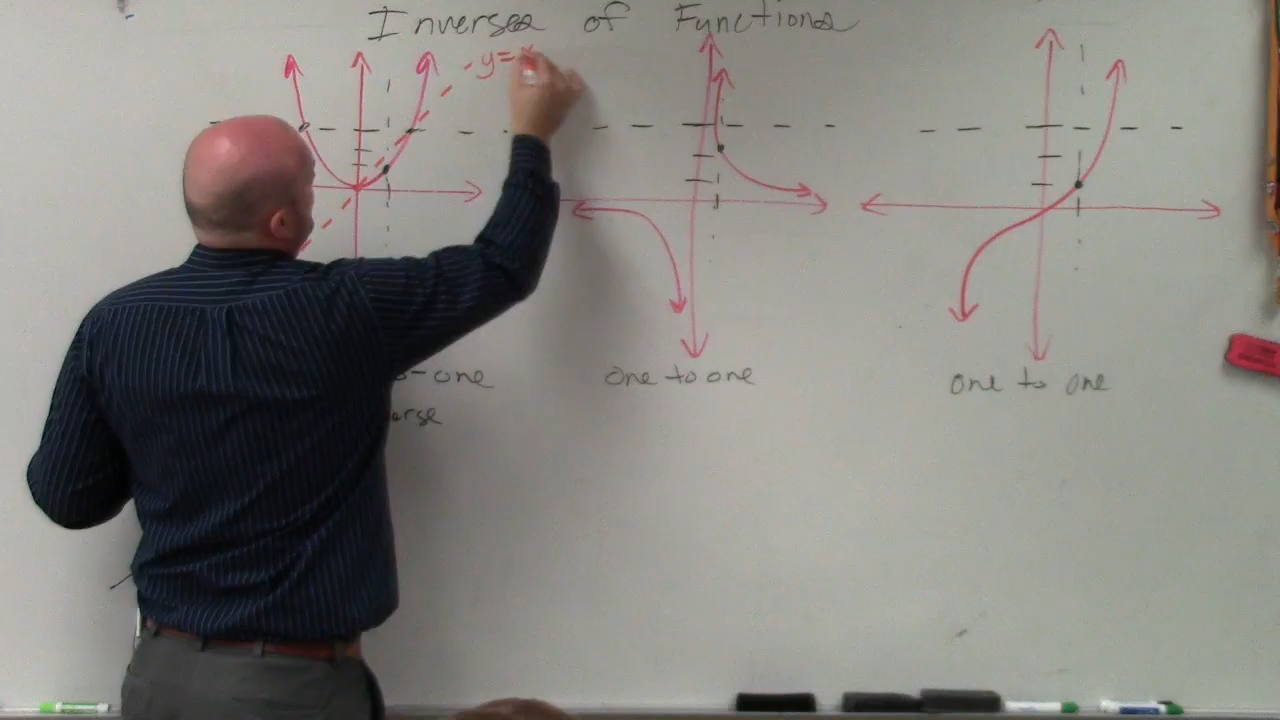 Inverses of Functions
y=x
-one
one to one
one to one
erse